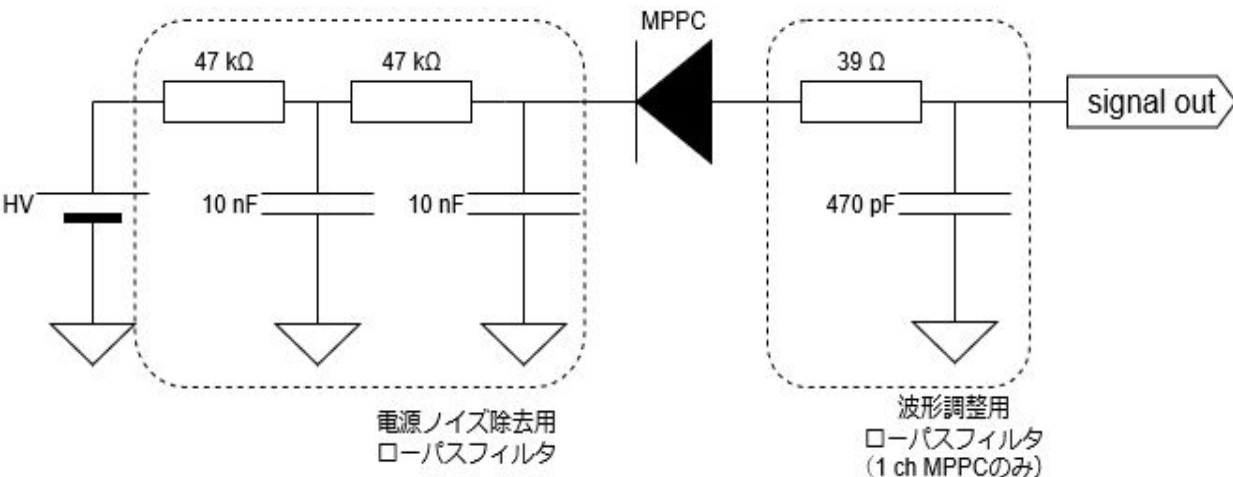 MPPC
47 kΩ
47 kΩ
39 Ω
signal out
HV
10 nF
10 nF
470 pF
電源ノイズ除去用
ローパスフィルタ
波形調整用
ローパスフィルタ
（1 ch MPPCのみ）